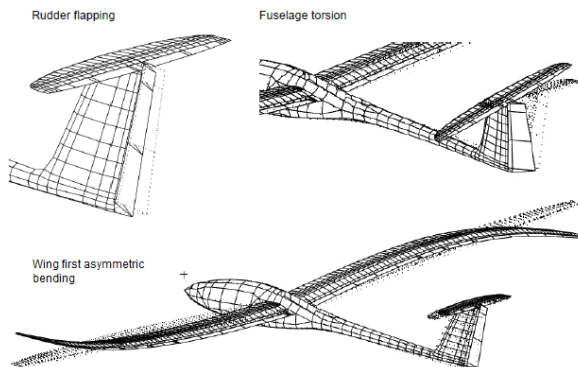 Rudder flapping
Fuselage torsion
Wing first asymmetric
bending